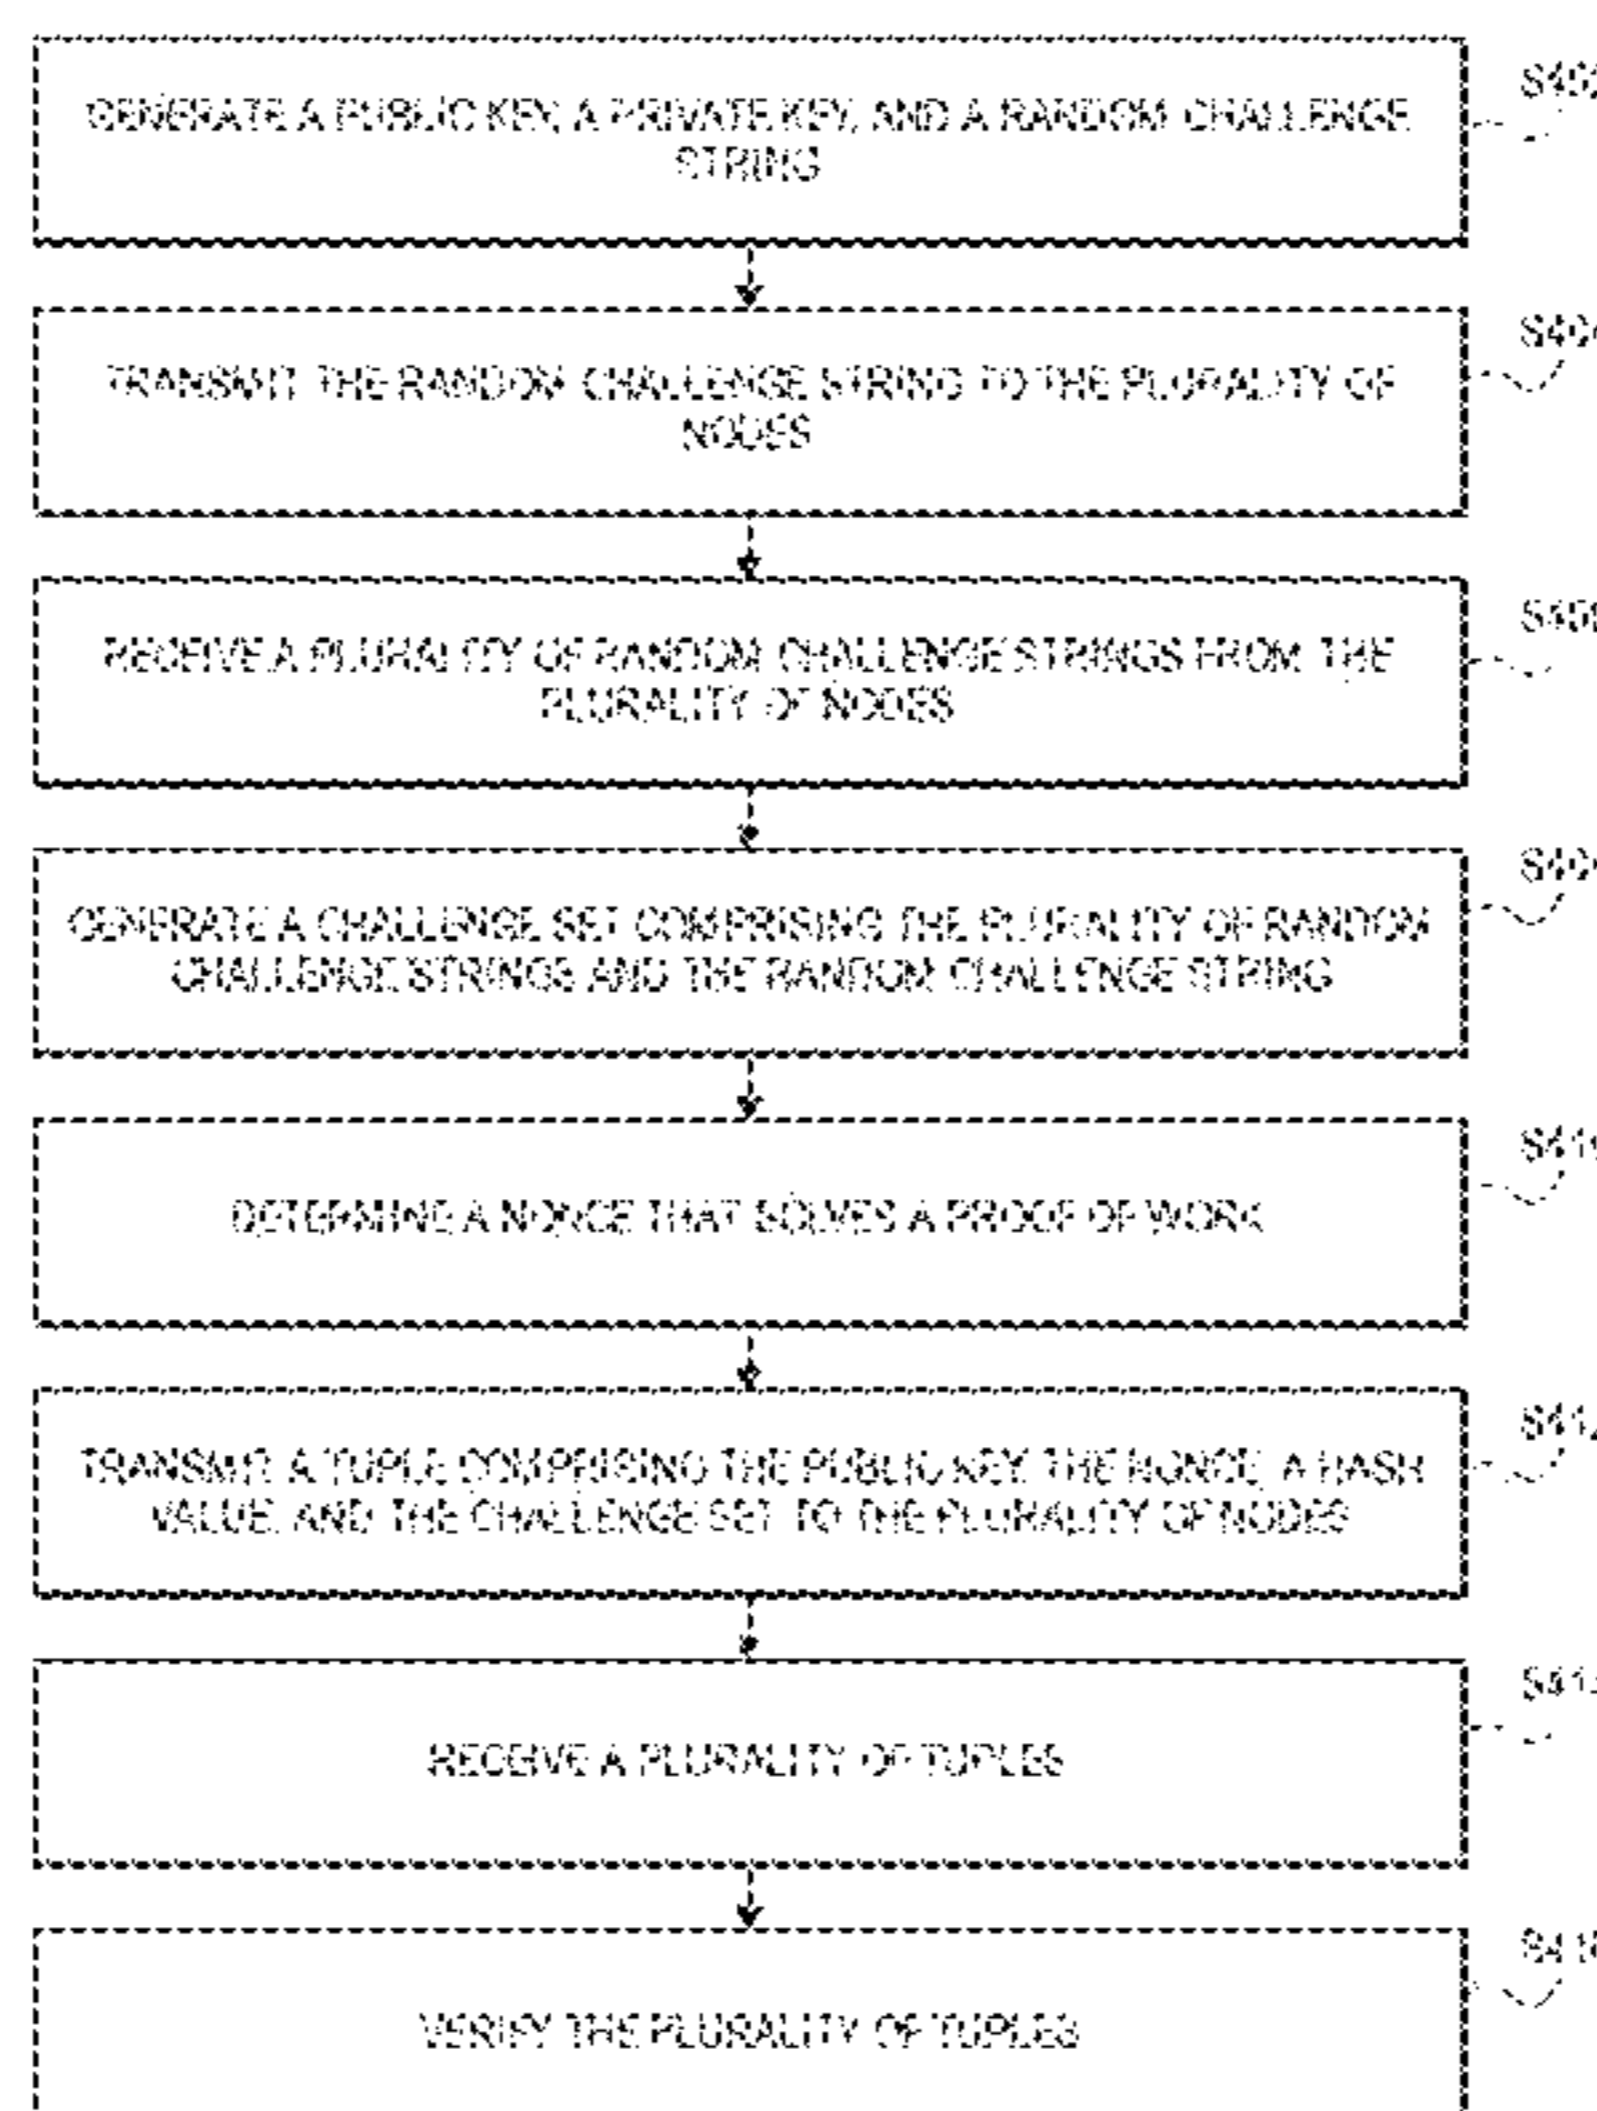 GENERATE A PUBLIC KEY, A PRIVATE KEY, AND A RANDOM CHALLENGE
STRING
TRANSMIT THE RANDOM CHALLENGE STRING TO THE PLURALITY OF
NODES
RECEIVE A PLURALITY OF RANDOM CHALLENGE STRINGS FROM THE
PLURALITY OF NODES
GENERATE A CHALLENGE SET COMPRISING THE PLURALITY OF RANDOM
CHALLENGE STRINGS AND THE RANDOM CHALLENGE STRING
DETERMINE A NONCE THAT SOLVES A PROOF OF WORK
TRANSMIT A TUPLE COMPRISING THE PUBLIC KEY, THE NONCE, A HASH
VALUE, AND THE CHALLENGE SET TO THE PLURALITY OF NODES
RECEIVE A PLURALITY OF TUPLES
VERIFY THE PLURALITY OF TUPLES